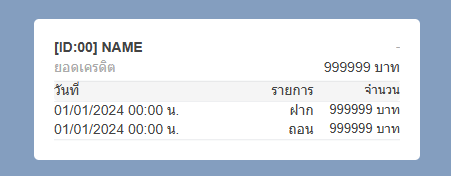 [ID:00] NAME -
ยอดเครดิต 999999 บาท
วันที่ รายการ จำนวน
01/01/2024 00:00 น. ฝาก 999999 บาท
01/01/2024 00:00 น. ถอน 999999 บาท